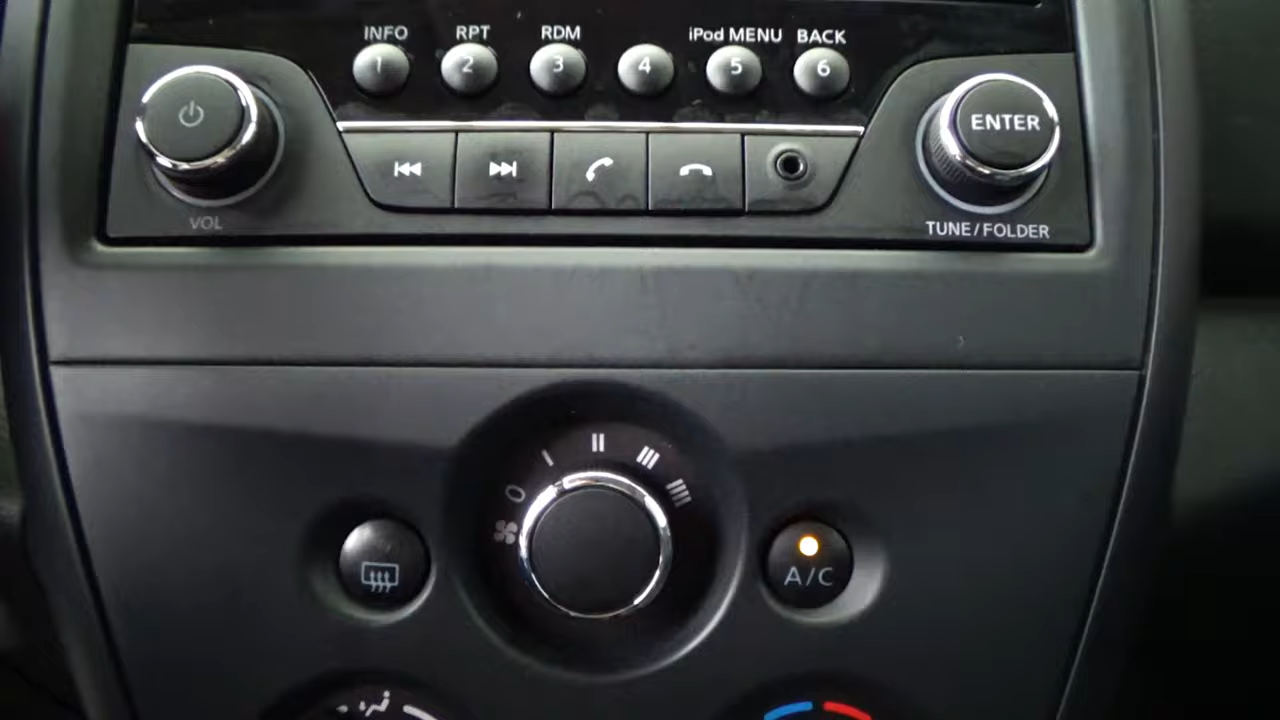 INFO RPT RDM iPod MENU BACK
1 2 3 4 5 6
ENTER
VOL
TUNE/FOLDER
O I II III IIII
A/C